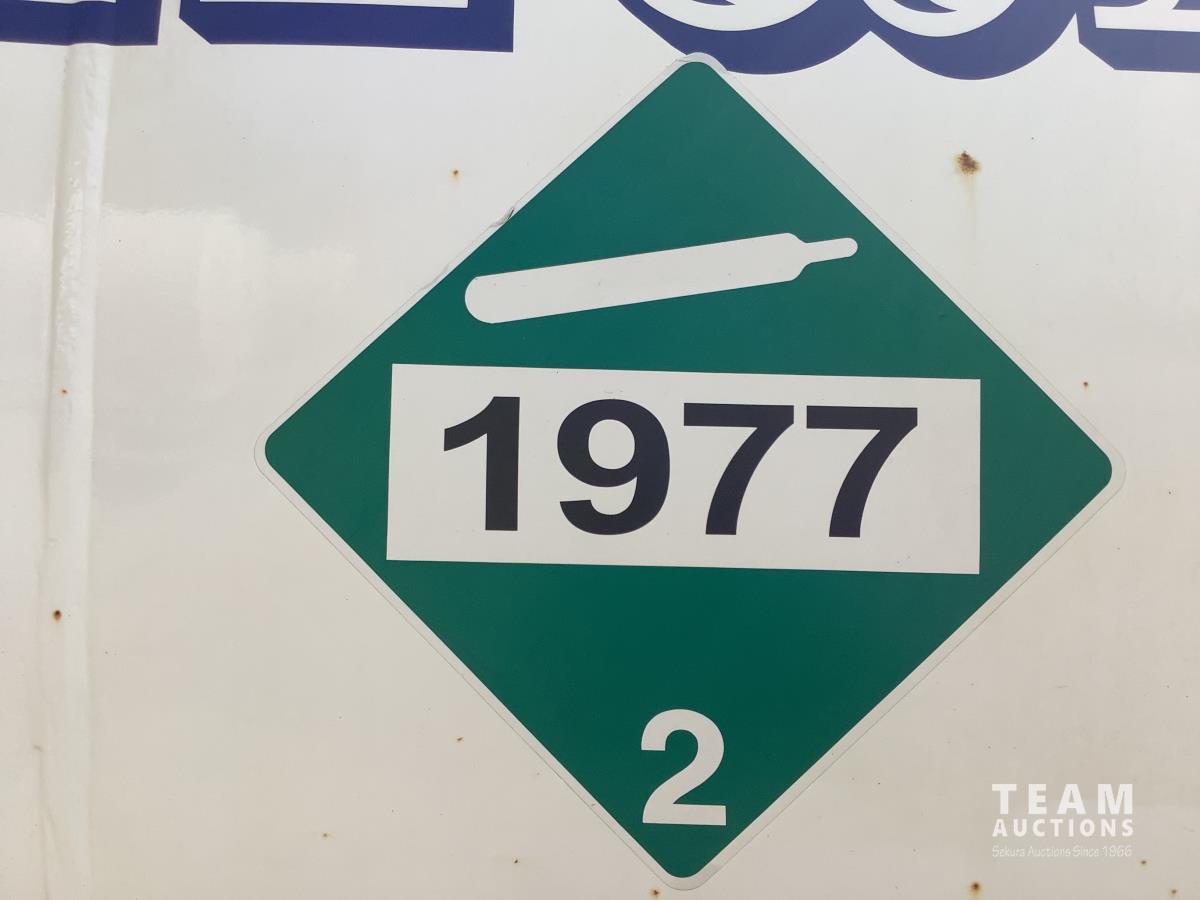 1977
2
TEAM
AUCTIONS
Sekura Auctions Since 1966